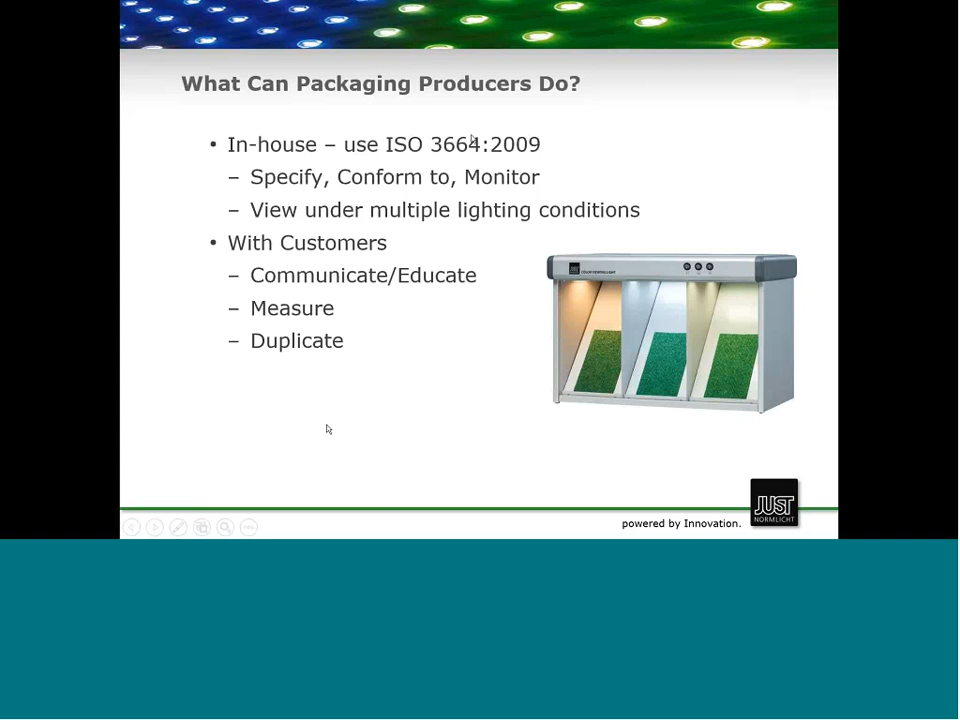 What Can Packaging Producers Do?
• In-house – use ISO 3664:2009
– Specify, Conform to, Monitor
– View under multiple lighting conditions
• With Customers
– Communicate/Educate
– Measure
– Duplicate
powered by Innovation.
JUST
NORMLICHT